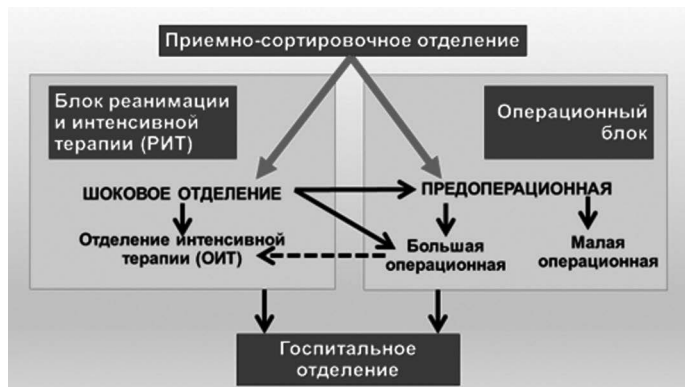 Приемно-сортировочное отделение
Блок реанимации
и интенсивной
терапии (РИТ)
Операционный
блок
ШОКОВОЕ ОТДЕЛЕНИЕ
ПРЕДОПЕРАЦИОННАЯ
Отделение интенсивной
терапии (ОИТ)
Большая
операционная
Малая
операционная
Госпитальное
отделение